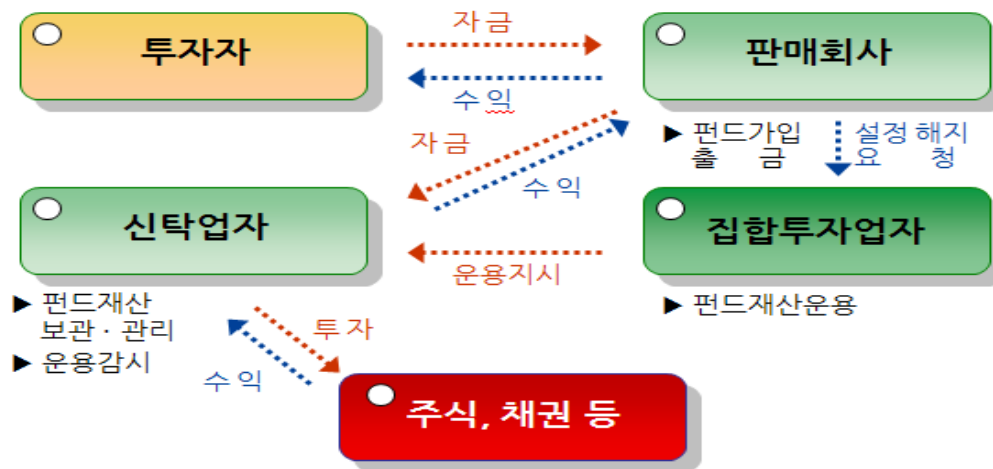 자 금
투자자
판매회사
수 익
자 금
▶ 펀드가입
출 금
설정 해지
요 청
수 익
신탁업자
집합투자업자
운용지시
▶ 펀드재산
보관 · 관리
▶ 운용감시
▶ 펀드재산운용
투 자
수 익
주식, 채권 등